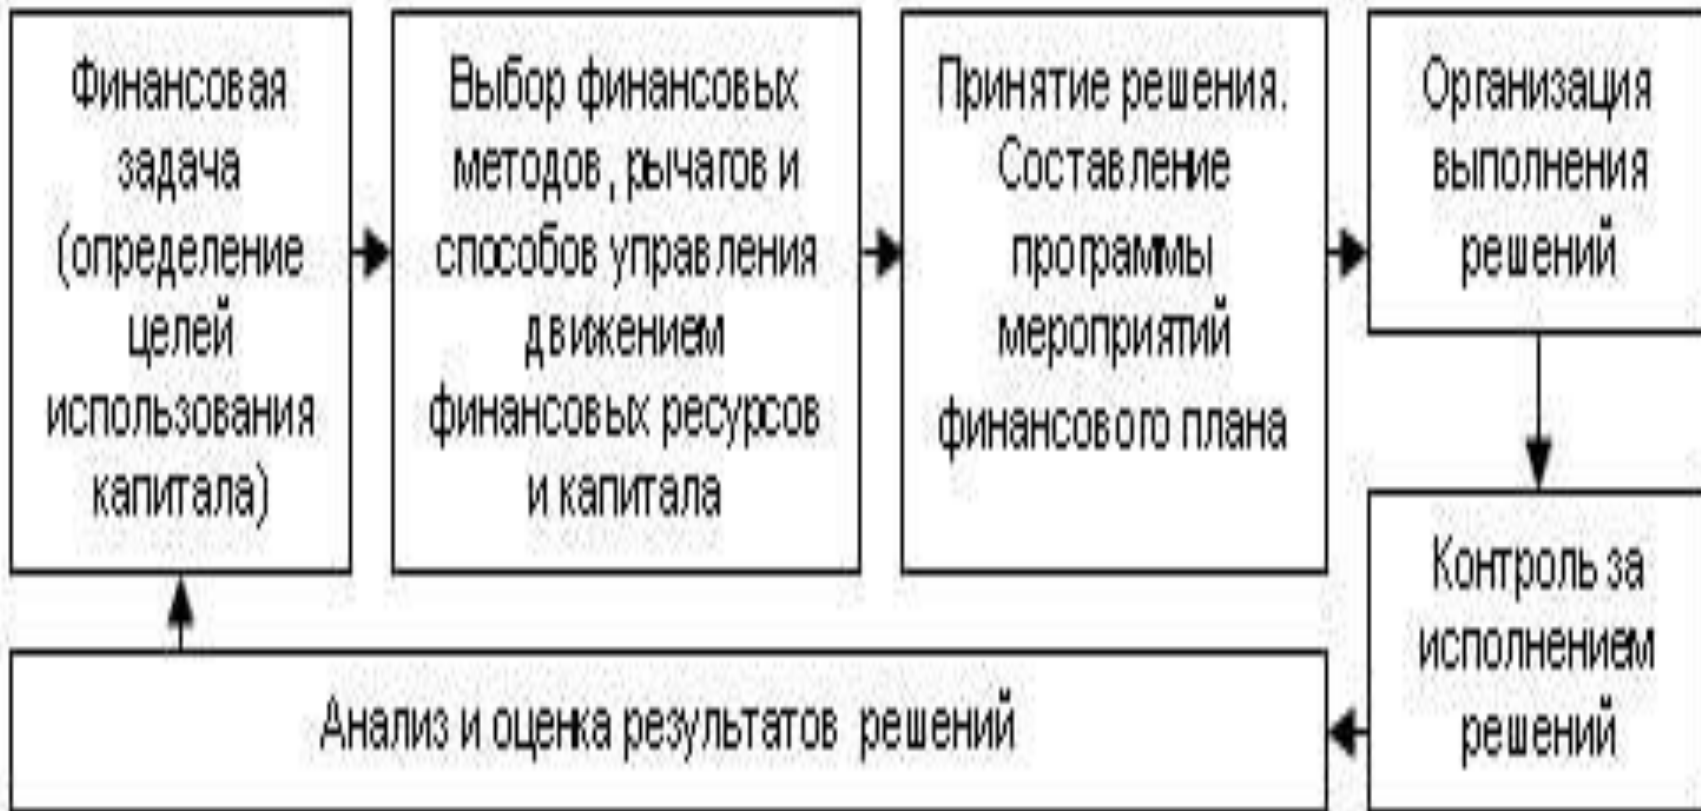 Финансовая
задача
(определение
целей
использования
капитала)
Выбор финансовых
методов, рычагов и
способов управления
движением
финансовых ресурсов
и капитала
Принятие решения.
Составление
программы
мероприятий
финансового плана
Организация
выполнения
решений
Контроль за
исполнением
решений
Анализ и оценка результатов решений